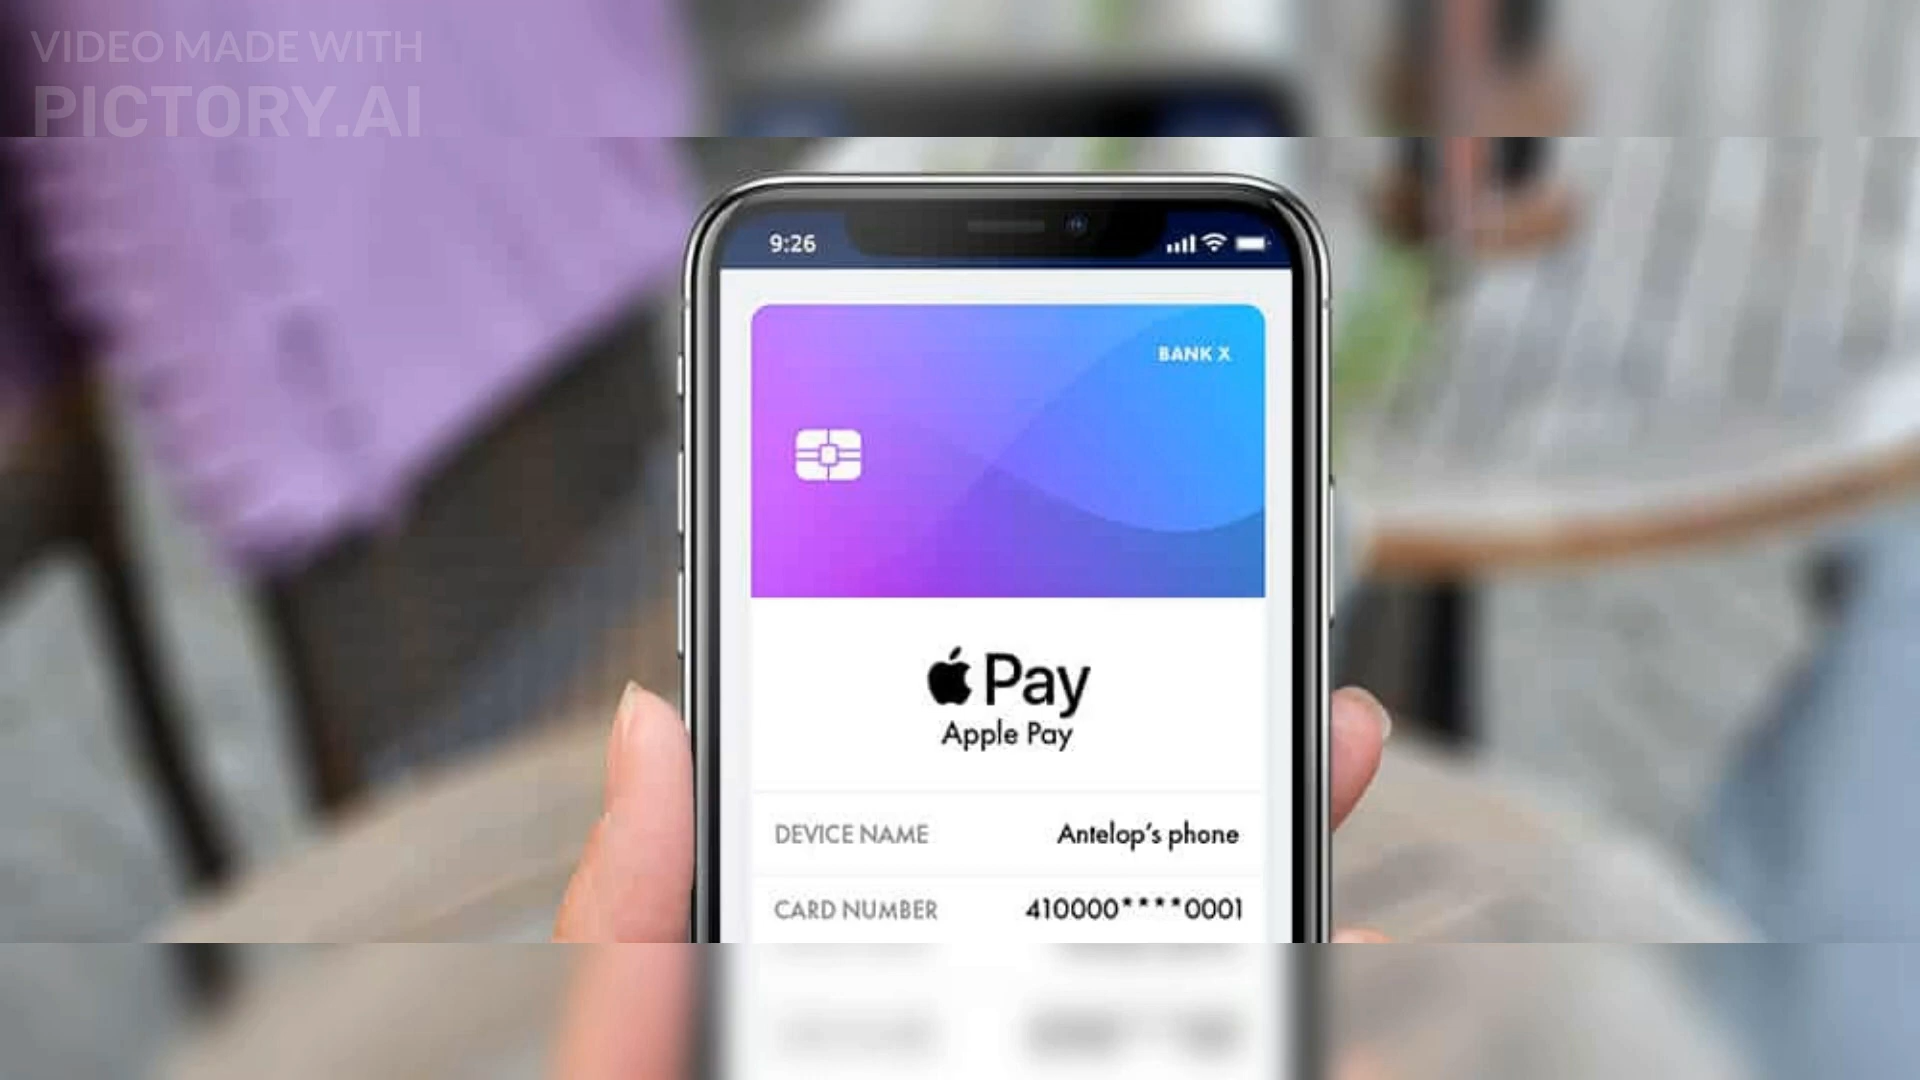 VIDEO MADE WITH
PICTORY.AI
9:26
BANK X
Pay
Apple Pay
DEVICE NAME Antelop's phone
CARD NUMBER 410000****0001